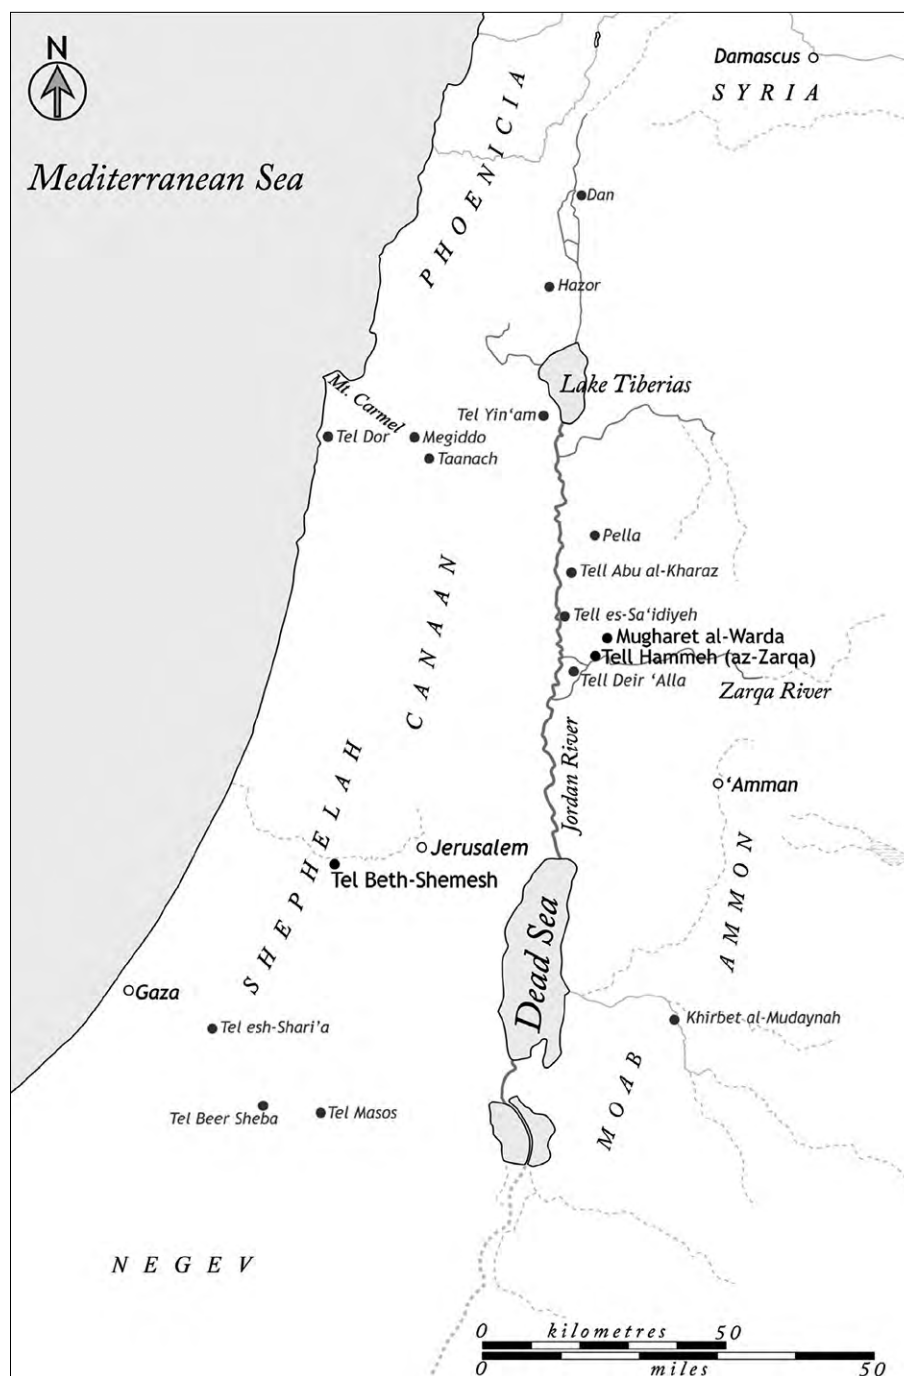 N
Damascus
SYRIA
Mediterranean Sea
PHOENICIA
Dan
Hazor
Lake Tiberias
Mt. Carmel
Tel Yin‘am
Tel Dor
Megiddo
Taanach
Pella
Tell Abu al-Kharaz
CANAAN
Tell es-Sa‘idiyeh
Mugharet al-Warda
Tell Hammeh (az-Zarqa)
Tell Deir ‘Alla
Zarqa River
Jordan River
SHEPHELAH
‘Amman
Jerusalem
Tel Beth-Shemesh
AMMON
Dead Sea
Gaza
Tel esh-Shari’a
Khirbet al-Mudaynah
MOAB
Tel Beer Sheba
Tel Masos
NEGEV
0 kilometres 50
0 miles 50